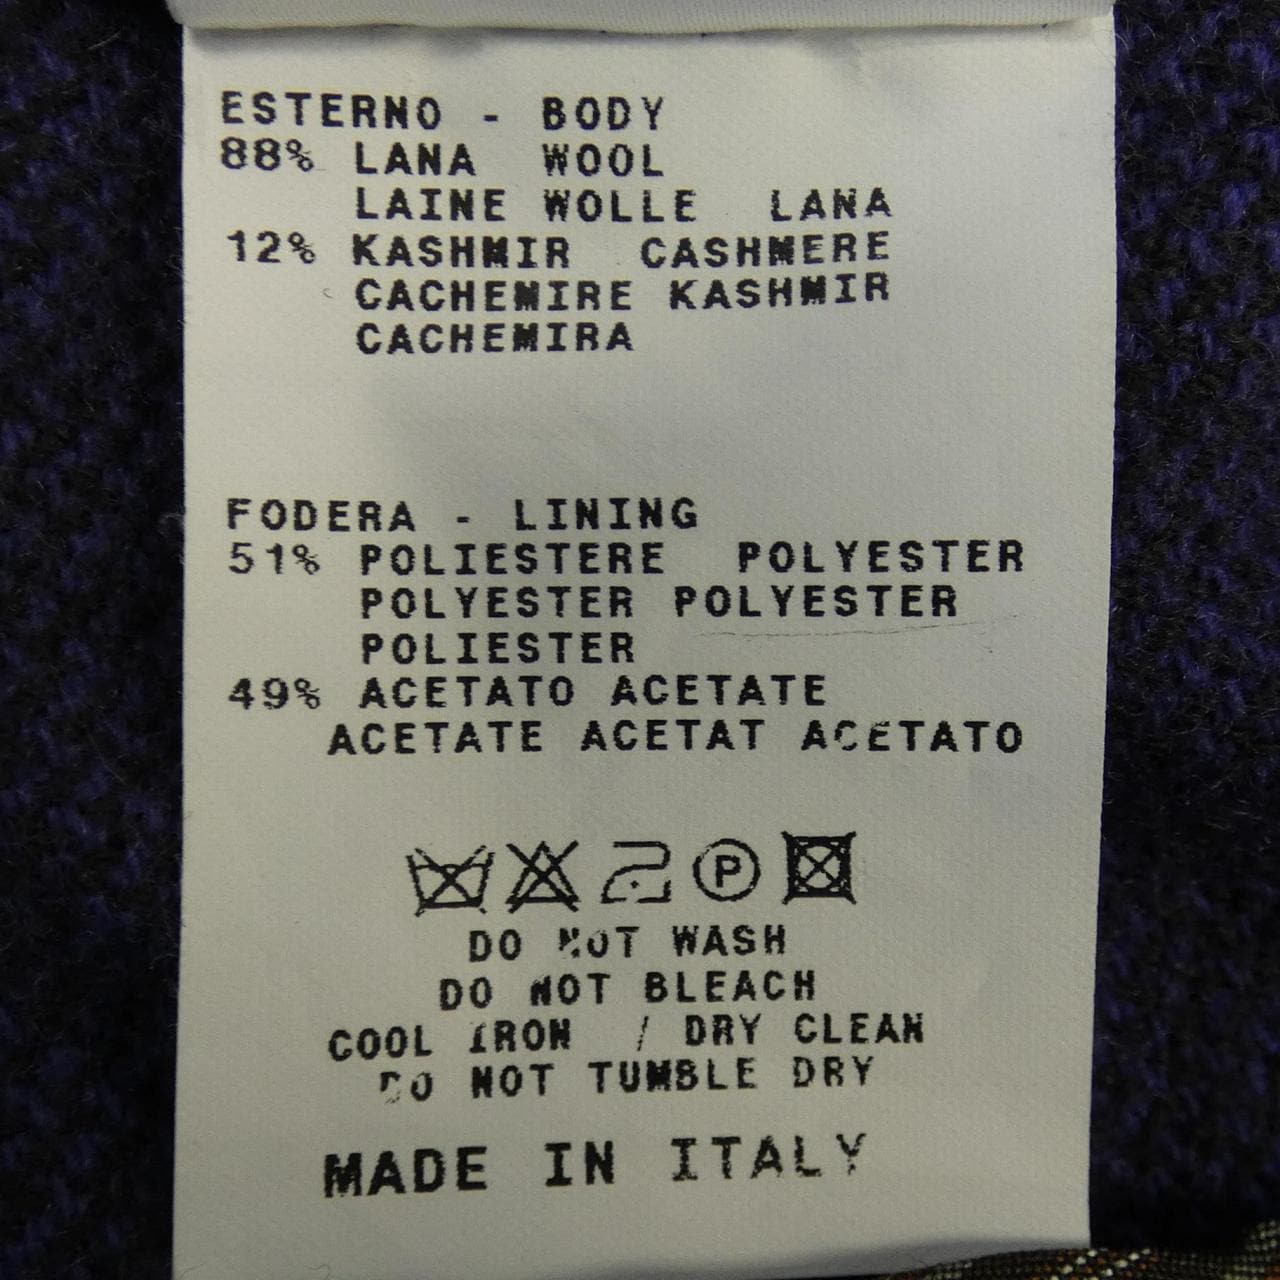 ESTERNO - BODY
88% LANA WOOL
LAINE WOLLE LANA
12% KASHMIR CASHMERE
CACHEMIRE KASHMIR
CACHEMIRA
FODERA - LINING
51% POLIESTERE POLYESTER
POLYESTER POLYESTER
POLIESTER
49% ACETATO ACETATE
ACETATE ACETAT ACETATO
P
DO NOT WASH
DO NOT BLEACH
COOL IRON / DRY CLEAN
DO NOT TUMBLE DRY
MADE IN ITALY